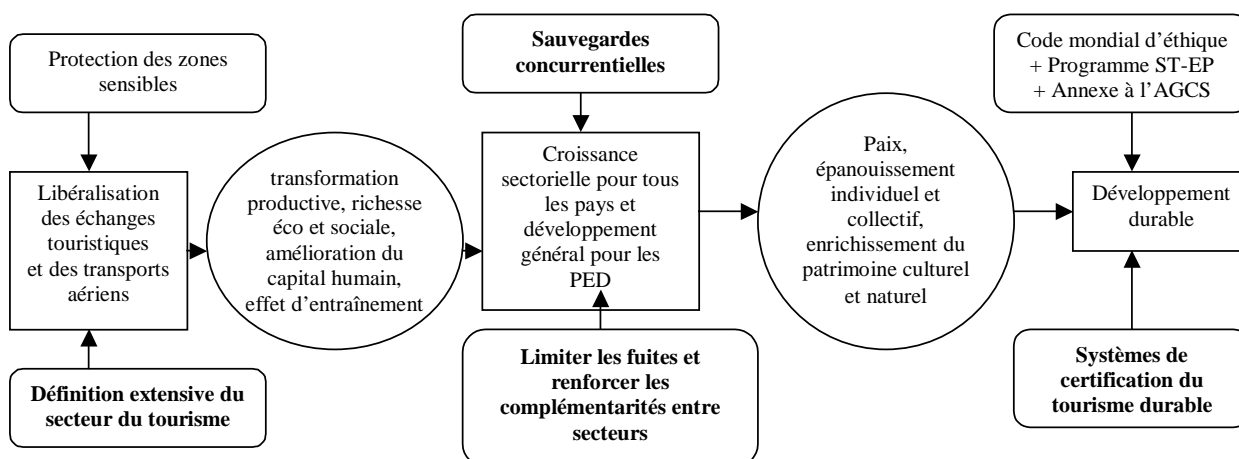 Protection des zones
sensibles
Sauvegardes
concurrentielles
Code mondial d’éthique
+ Programme ST-EP
+ Annexe à l’AGCS
Libéralisation
des échanges
touristiques
et des transports
aériens
transformation
productive, richesse
éco et sociale,
amélioration du
capital humain,
effet d’entraînement
Croissance
sectorielle pour tous
les pays et
développement
général pour les
PED
Paix,
épanouissement
individuel et
collectif,
enrichissement du
patrimoine culturel
et naturel
Développement
durable
Définition extensive du
secteur du tourisme
Limiter les fuites et
renforcer les
complémentarités entre
secteurs
Systèmes de
certification du
tourisme durable